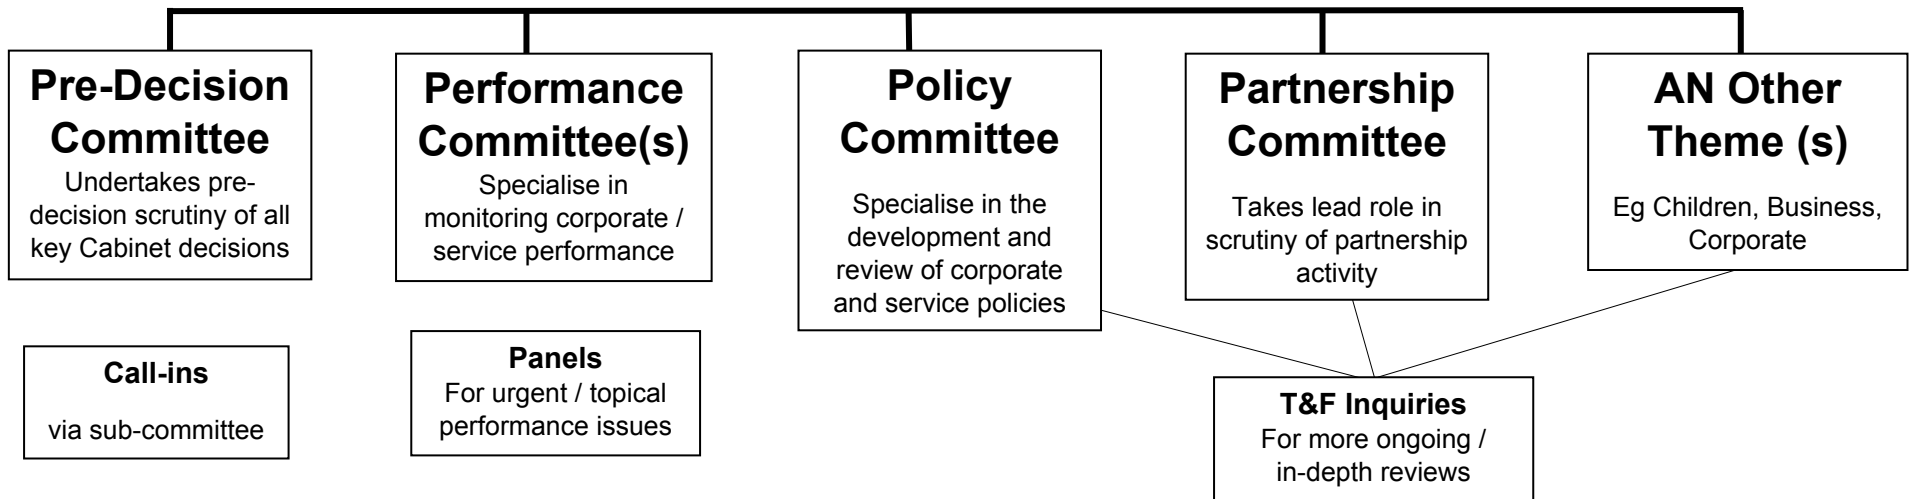 Pre-Decision
Committee
Undertakes pre-
decision scrutiny of all
key Cabinet decisions
Performance
Committee(s)
Specialise in
monitoring corporate /
service performance
Policy
Committee
Specialise in the
development and
review of corporate
and service policies
Partnership
Committee
Takes lead role in
scrutiny of partnership
activity
AN Other
Theme (s)
Eg Children, Business,
Corporate
Call-ins
via sub-committee
Panels
For urgent / topical
performance issues
T&F Inquiries
For more ongoing /
in-depth reviews